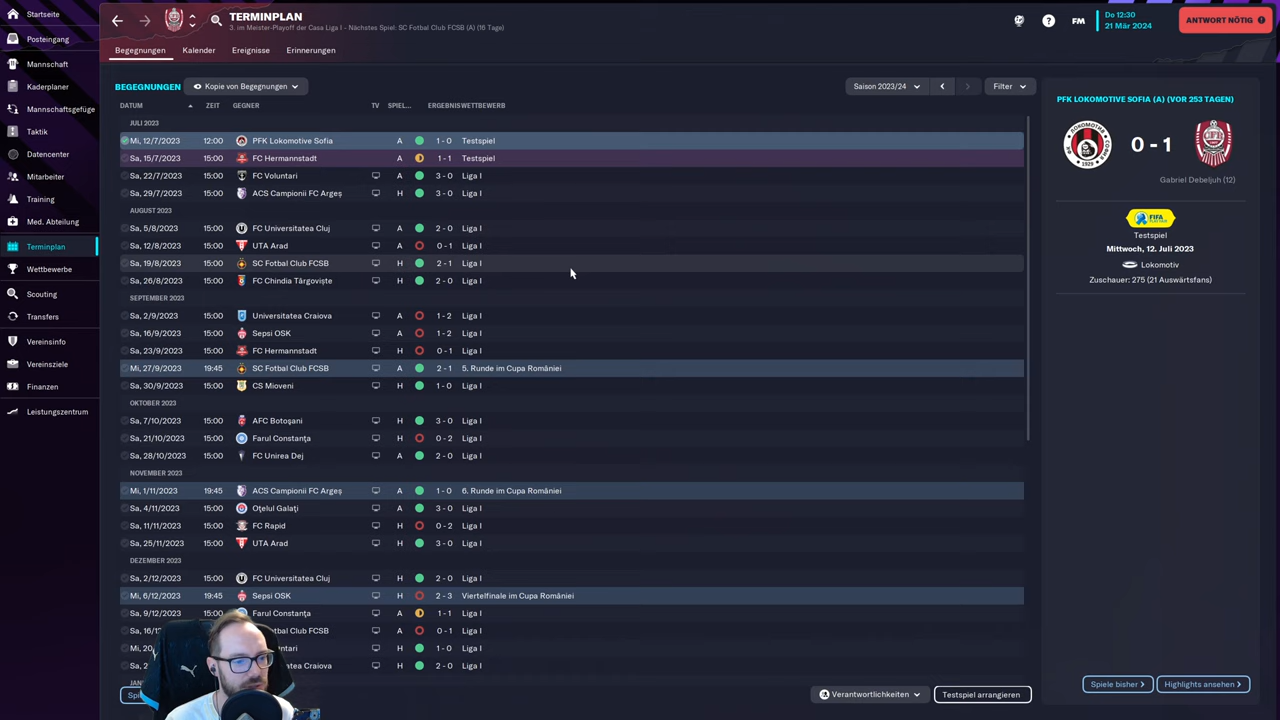 Startseite
Posteingang
Mannschaft
Kaderplaner
Mannschaftsgefüge
Taktik
Datencenter
Mitarbeiter
Training
Med. Abteilung
Terminplan
Wettbewerbe
Scouting
Transfers
Vereinsinfo
Vereinsziele
Finanzen
Leistungszentrum
TERMINPLAN
3. im Meister-Playoff der Casa Liga I - Nächstes Spiel: SC Fotbal Club FCSB (A) (16 Tage)
FM
Do 12:30
21 Mär 2024
ANTWORT NÖTIG
Begegnungen Kalender Ereignisse Erinnerungen
BEGEGNUNGEN Kopie von Begegnungen Saison 2023/24 Filter
DATUM ZEIT GEGNER TV SPIEL... ERGEBNIS WETTBEWERB
JULI 2023
Mi, 12/7/2023 12:00 PFK Lokomotive Sofia A 1 - 0 Testspiel
Sa, 15/7/2023 15:00 FC Hermannstadt A 1 - 1 Testspiel
Sa, 22/7/2023 15:00 FC Voluntari A 3 - 0 Liga I
Sa, 29/7/2023 15:00 ACS Campionii FC Argeș H 3 - 0 Liga I
AUGUST 2023
Sa, 5/8/2023 15:00 FC Universitatea Cluj A 2 - 0 Liga I
Sa, 12/8/2023 15:00 UTA Arad A 0 - 1 Liga I
Sa, 19/8/2023 15:00 SC Fotbal Club FCSB H 2 - 1 Liga I
Sa, 26/8/2023 15:00 FC Chindia Târgoviște H 2 - 0 Liga I
SEPTEMBER 2023
Sa, 2/9/2023 15:00 Universitatea Craiova A 1 - 2 Liga I
Sa, 16/9/2023 15:00 Sepsi OSK A 1 - 2 Liga I
Sa, 23/9/2023 15:00 FC Hermannstadt H 0 - 1 Liga I
Mi, 27/9/2023 19:45 SC Fotbal Club FCSB A 2 - 1 5. Runde im Cupa României
Sa, 30/9/2023 15:00 CS Mioveni H 1 - 0 Liga I
OKTOBER 2023
Sa, 7/10/2023 15:00 AFC Botoșani H 3 - 0 Liga I
Sa, 21/10/2023 15:00 Farul Constanța H 0 - 2 Liga I
Sa, 28/10/2023 15:00 FC Unirea Dej A 2 - 0 Liga I
NOVEMBER 2023
Mi, 1/11/2023 19:45 ACS Campionii FC Argeș A 1 - 0 6. Runde im Cupa României
Sa, 4/11/2023 15:00 Oțelul Galați A 3 - 0 Liga I
Sa, 11/11/2023 15:00 FC Rapid H 0 - 2 Liga I
Sa, 25/11/2023 15:00 UTA Arad H 3 - 0 Liga I
DEZEMBER 2023
Sa, 2/12/2023 15:00 FC Universitatea Cluj H 2 - 0 Liga I
Mi, 6/12/2023 19:45 Sepsi OSK H 2 - 3 Viertelfinale im Cupa României
Sa, 9/12/2023 15:00 Farul Constanța A 1 - 1 Liga I
Sa, 16/ Club FCSB A 0 - 1 Liga I
Mi, 20 H 1 - 0 Liga I
Sa, Craiova H 2 - 0 Liga I
Verantwortlichkeiten Testspiel arrangieren
PFK LOKOMOTIVE SOFIA (A) (VOR 253 TAGEN)
0 - 1
Gabriel Debeljuh (12)
FIFA
Testspiel
Mittwoch, 12. Juli 2023
Lokomotiv
Zuschauer: 275 (21 Auswärtsfans)
Spiele bisher Highlights ansehen